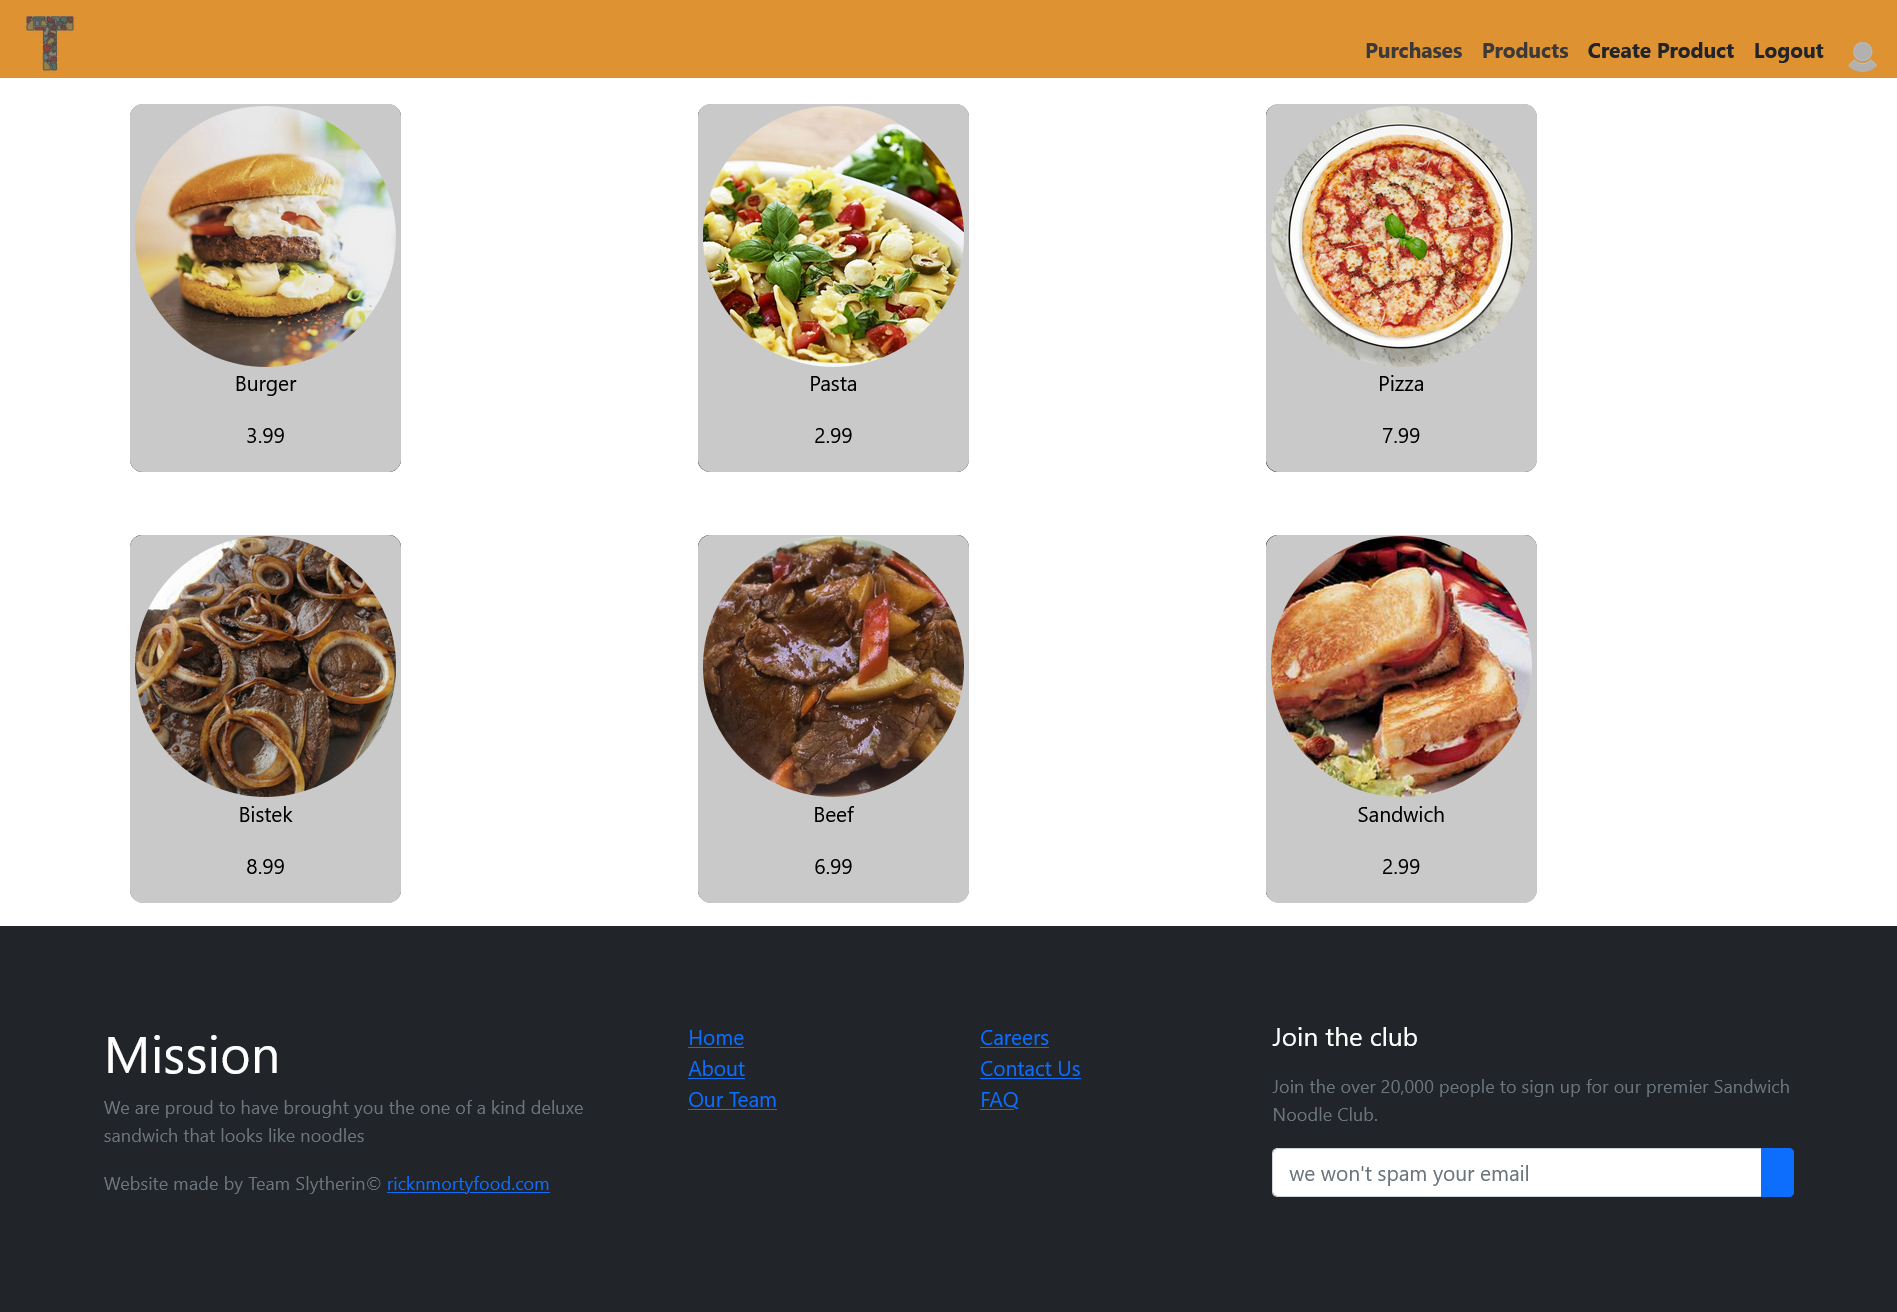 T
Purchases Products Create Product Logout
Burger
3.99
Pasta
2.99
Pizza
7.99
Bistek
8.99
Beef
6.99
Sandwich
2.99
Mission
We are proud to have brought you the one of a kind deluxe
sandwich that looks like noodles
Website made by Team Slytherin© ricknmortyfood.com
Home
About
Our Team
Careers
Contact Us
FAQ
Join the club
Join the over 20,000 people to sign up for our premier Sandwich
Noodle Club.
we won't spam your email